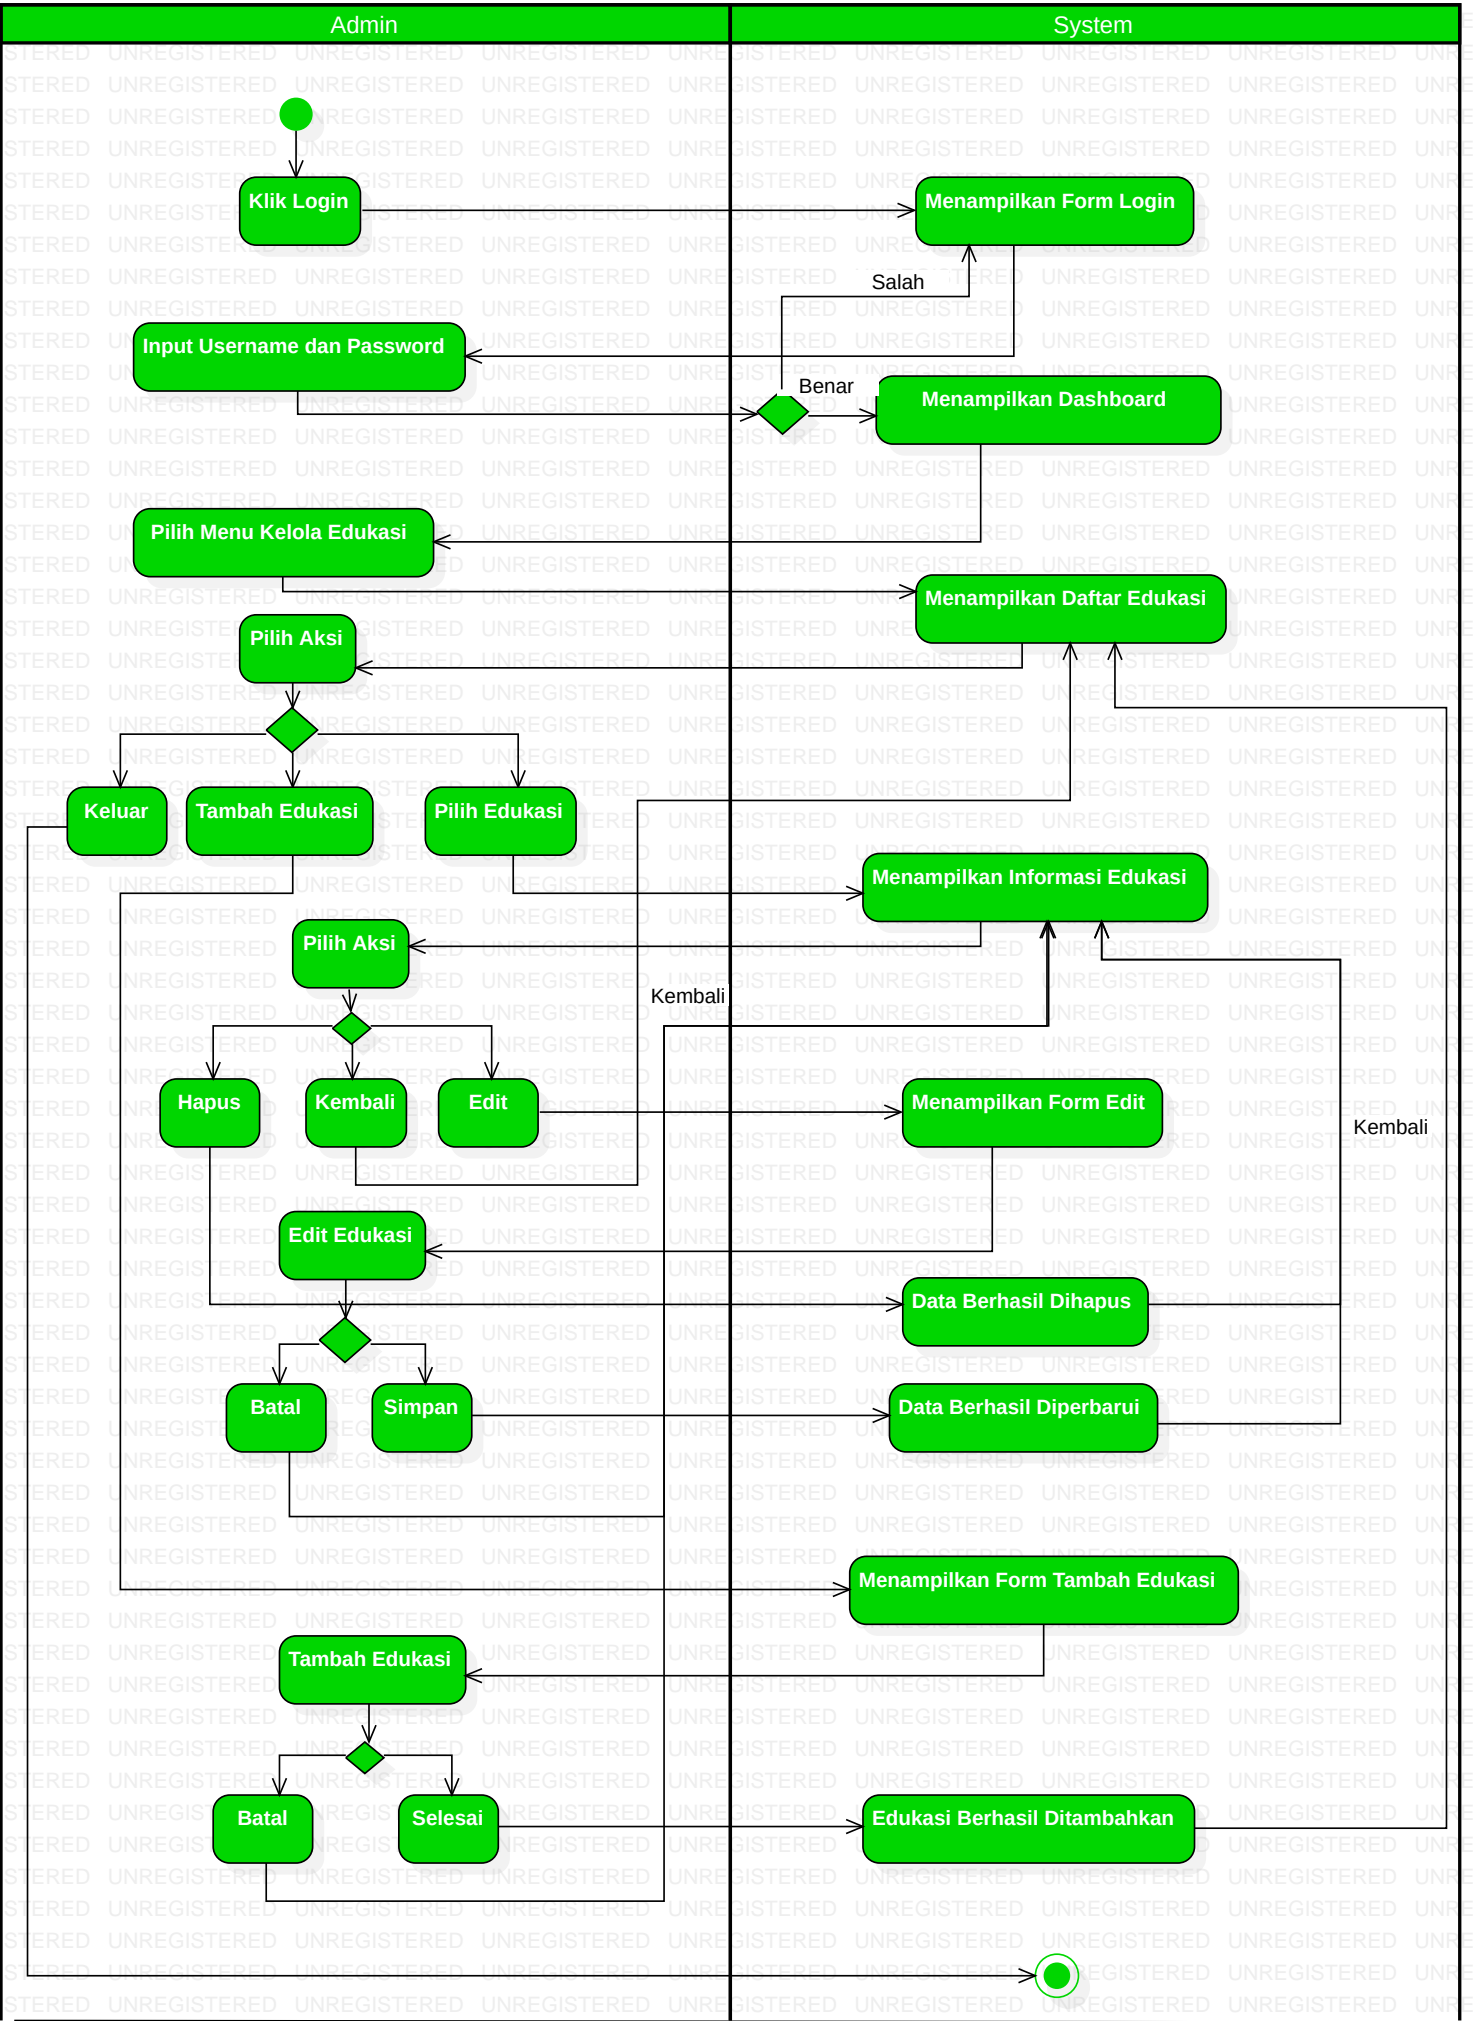 Admin
System
Klik Login
Menampilkan Form Login
Salah
Input Username dan Password
Benar
Menampilkan Dashboard
Pilih Menu Kelola Edukasi
Menampilkan Daftar Edukasi
Pilih Aksi
Keluar
Tambah Edukasi
Pilih Edukasi
Menampilkan Informasi Edukasi
Pilih Aksi
Kembali
Hapus
Kembali
Edit
Menampilkan Form Edit
Kembali
Edit Edukasi
Data Berhasil Dihapus
Batal
Simpan
Data Berhasil Diperbarui
Menampilkan Form Tambah Edukasi
Tambah Edukasi
Batal
Selesai
Edukasi Berhasil Ditambahkan
UNREGISTERED